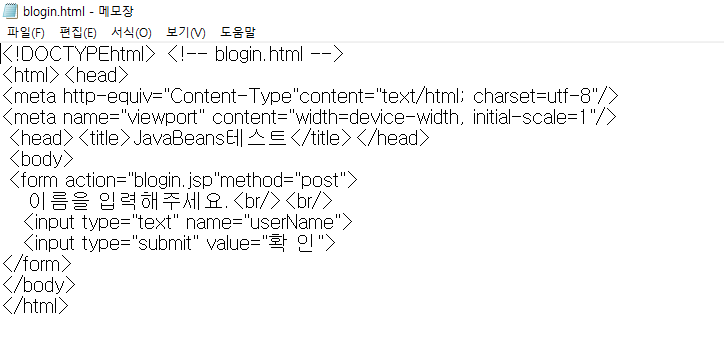 blogin.html - 메모장
파일(F) 편집(E) 서식(O) 보기(V) 도움말
<!DOCTYPEhtml> <!-- blogin.html -->
<html><head>
<meta http-equiv="Content-Type"content="text/html; charset=utf-8"/>
<meta name="viewport" content="width=device-width, initial-scale=1"/>
<head><title>JavaBeans테스트</title></head>
<body>
<form action="blogin.jsp"method="post">
이름을 입력해주세요.<br/><br/>
<input type="text" name="userName">
<input type="submit" value="확 인">
</form>
</body>
</html>